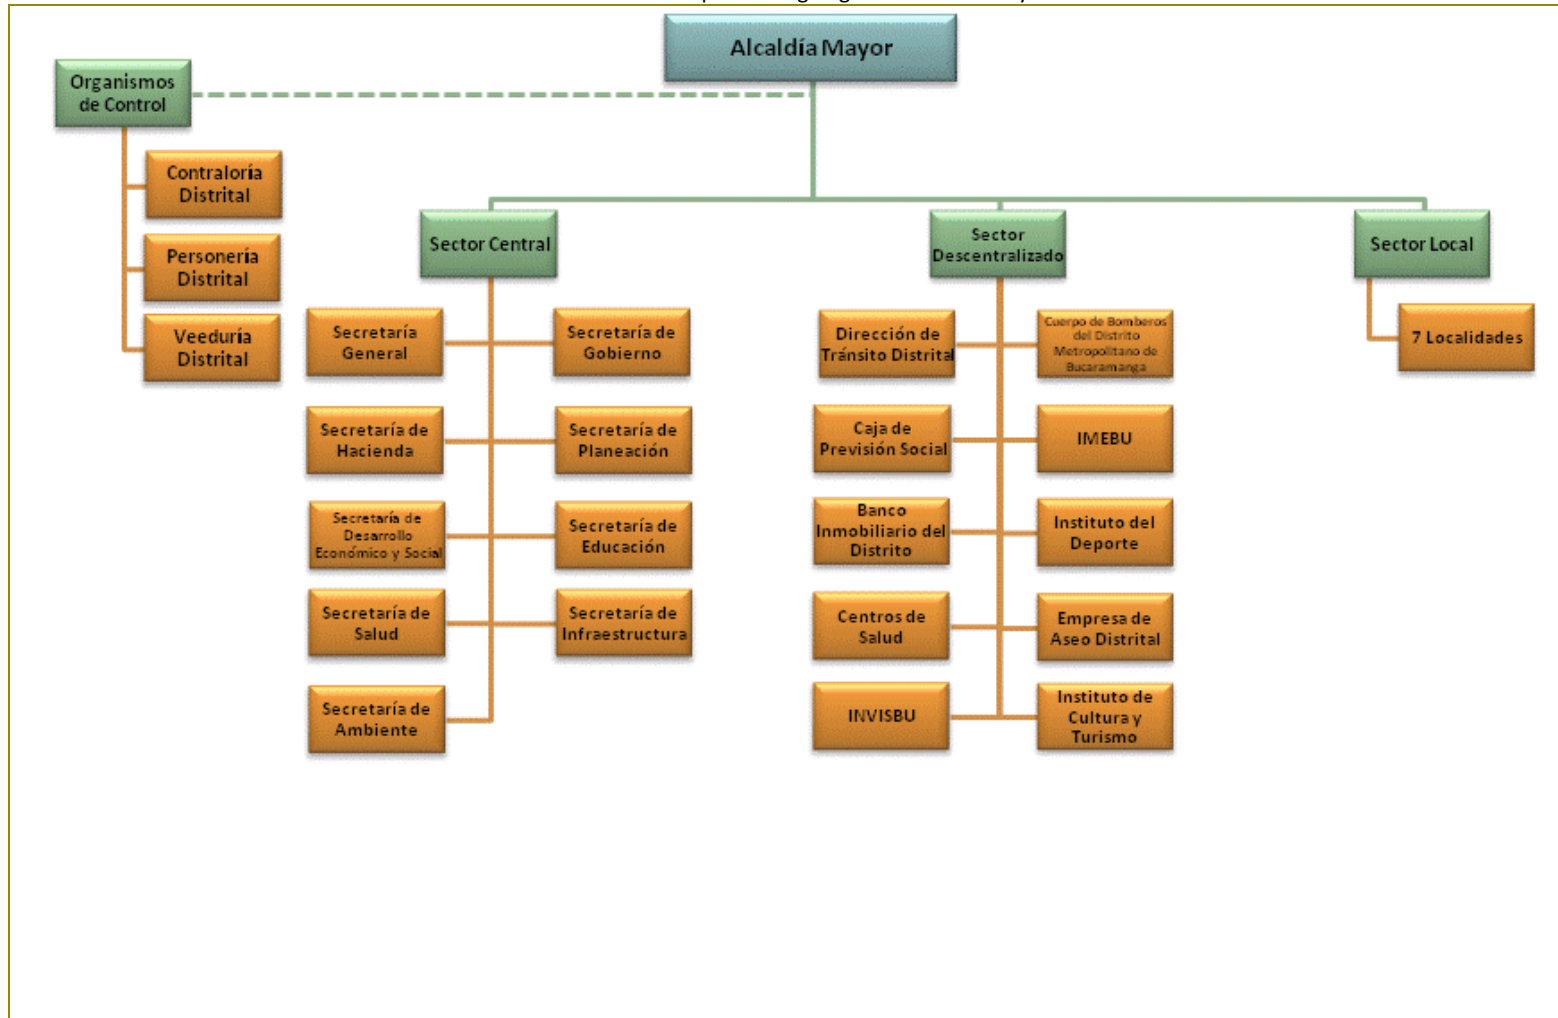 Alcaldía Mayor
Organismos
de Control
Contraloría
Distrital
Personería
Distrital
Veeduría
Distrital
Sector Central
Secretaría
General
Secretaría de
Gobierno
Secretaría de
Hacienda
Secretaría de
Planeación
Secretaría de
Desarrollo
Económico y Social
Secretaría de
Educación
Secretaría de
Salud
Secretaría de
Infraestructura
Secretaría de
Ambiente
Sector
Descentralizado
Dirección de
Tránsito Distrital
Cuerpo de Bomberos
del Distrito
Metropolitano de
Bucaramanga
Caja de
Previsión Social
IMEBU
Banco
Inmobiliario del
Distrito
Instituto del
Deporte
Centros de
Salud
Empresa de
Aseo Distrital
INVISBU
Instituto de
Cultura y
Turismo
Sector Local
7 Localidades